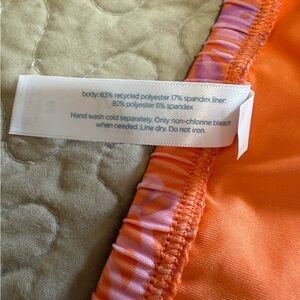 body: 83% recycled polyester 17% spandex liner:
92% polyester 8% spandex
Hand wash cold separately. Only non-chlorine bleach
when needed. Line dry. Do not iron.